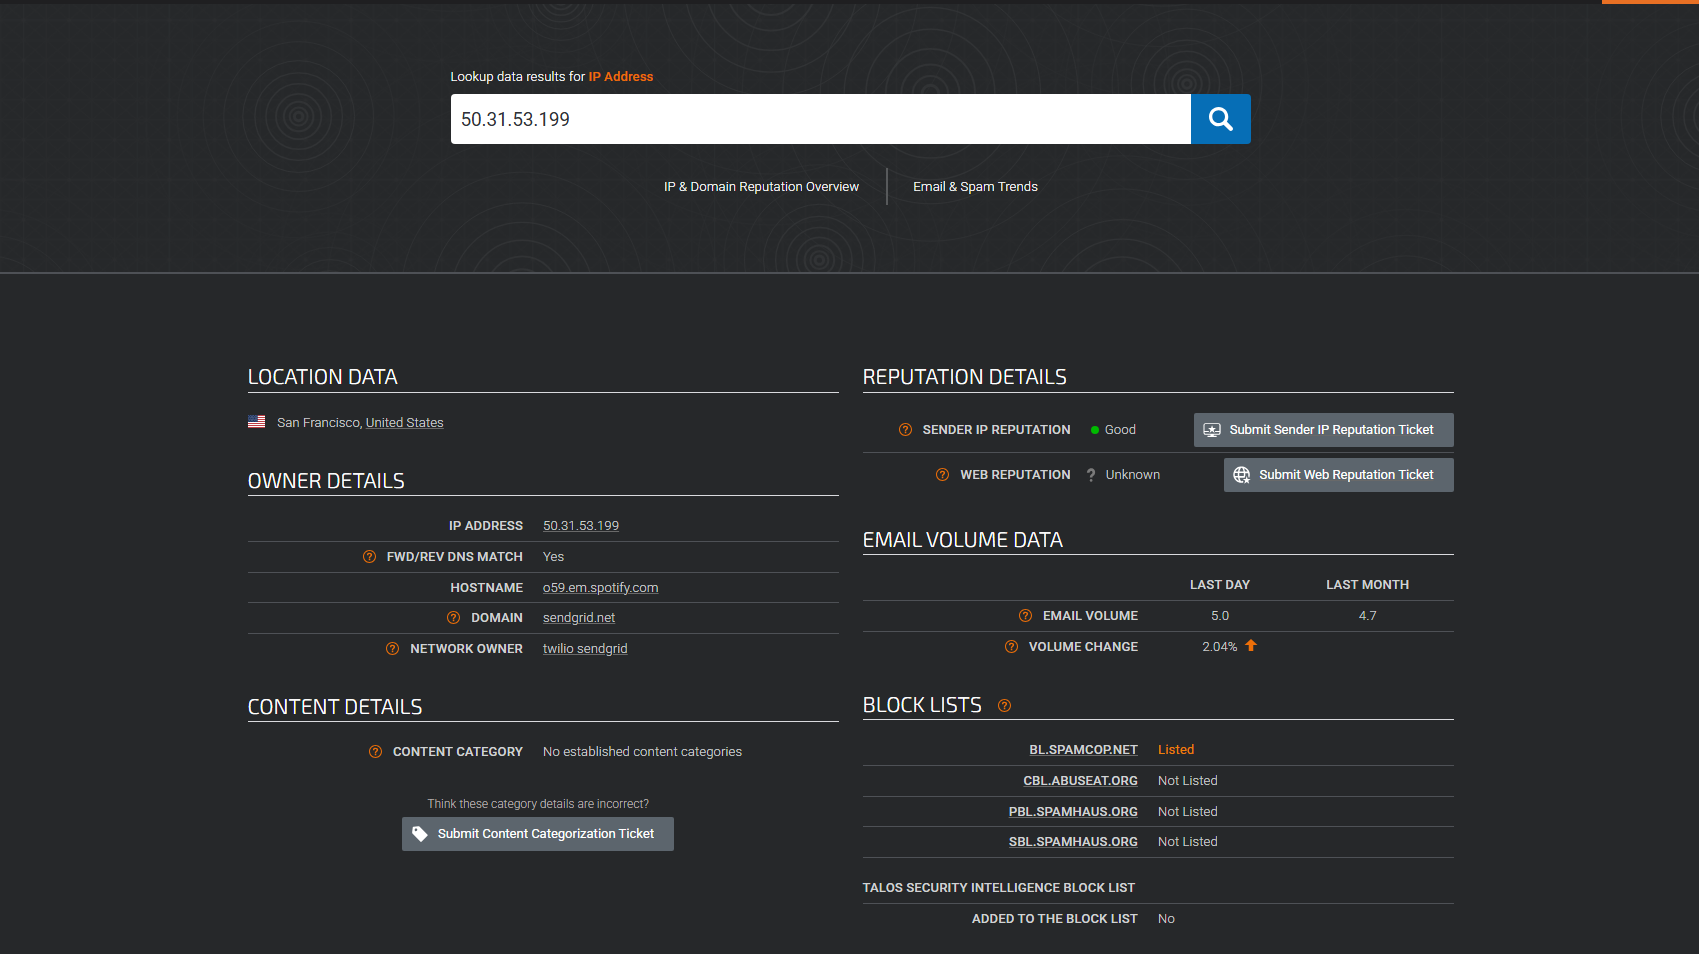 Lookup data results for IP Address
50.31.53.199
IP & Domain Reputation Overview
Email & Spam Trends
LOCATION DATA
San Francisco, United States
OWNER DETAILS
IP ADDRESS 50.31.53.199
FWD/REV DNS MATCH Yes
HOSTNAME o59.em.spotify.com
DOMAIN sendgrid.net
NETWORK OWNER twilio sendgrid
CONTENT DETAILS
CONTENT CATEGORY No established content categories
Think these category details are incorrect?
Submit Content Categorization Ticket
REPUTATION DETAILS
SENDER IP REPUTATION Good Submit Sender IP Reputation Ticket
WEB REPUTATION ? Unknown Submit Web Reputation Ticket
EMAIL VOLUME DATA
LAST DAY LAST MONTH
EMAIL VOLUME 5.0 4.7
VOLUME CHANGE 2.04%
BLOCK LISTS
BL.SPAMCOP.NET Listed
CBL.ABUSEAT.ORG Not Listed
PBL.SPAMHAUS.ORG Not Listed
SBL.SPAMHAUS.ORG Not Listed
TALOS SECURITY INTELLIGENCE BLOCK LIST
ADDED TO THE BLOCK LIST No